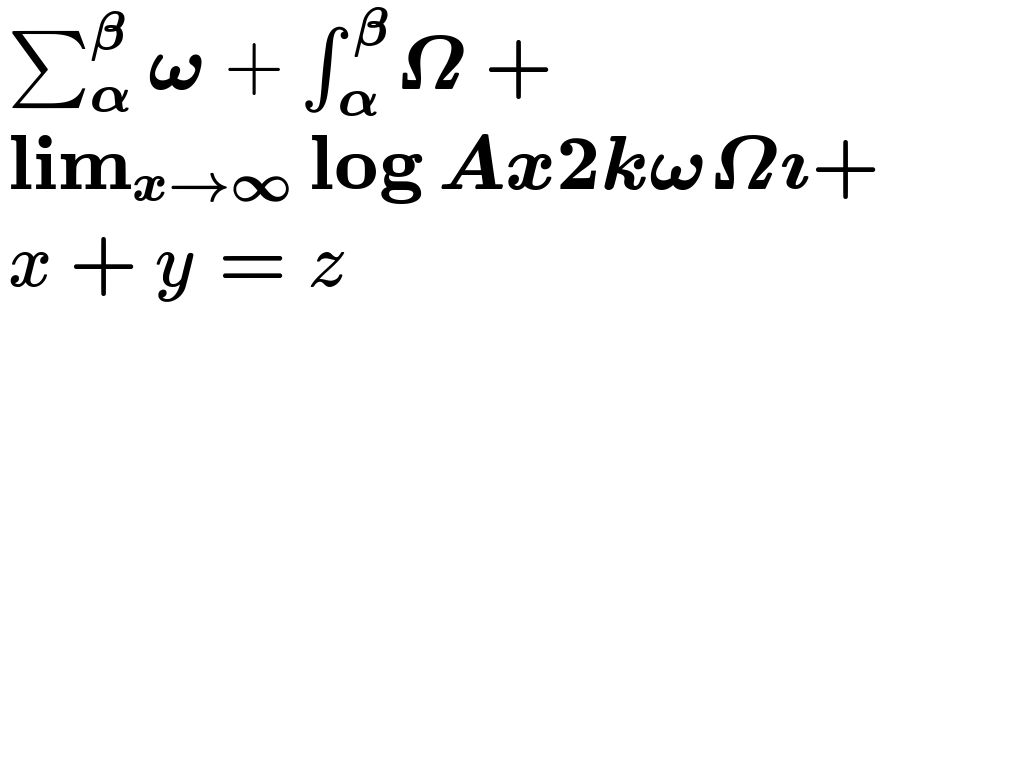 ∑_α^β ω + ∫_α^β Ω +
lim_{x→∞} log Ax2kωΩı+
x + y = z